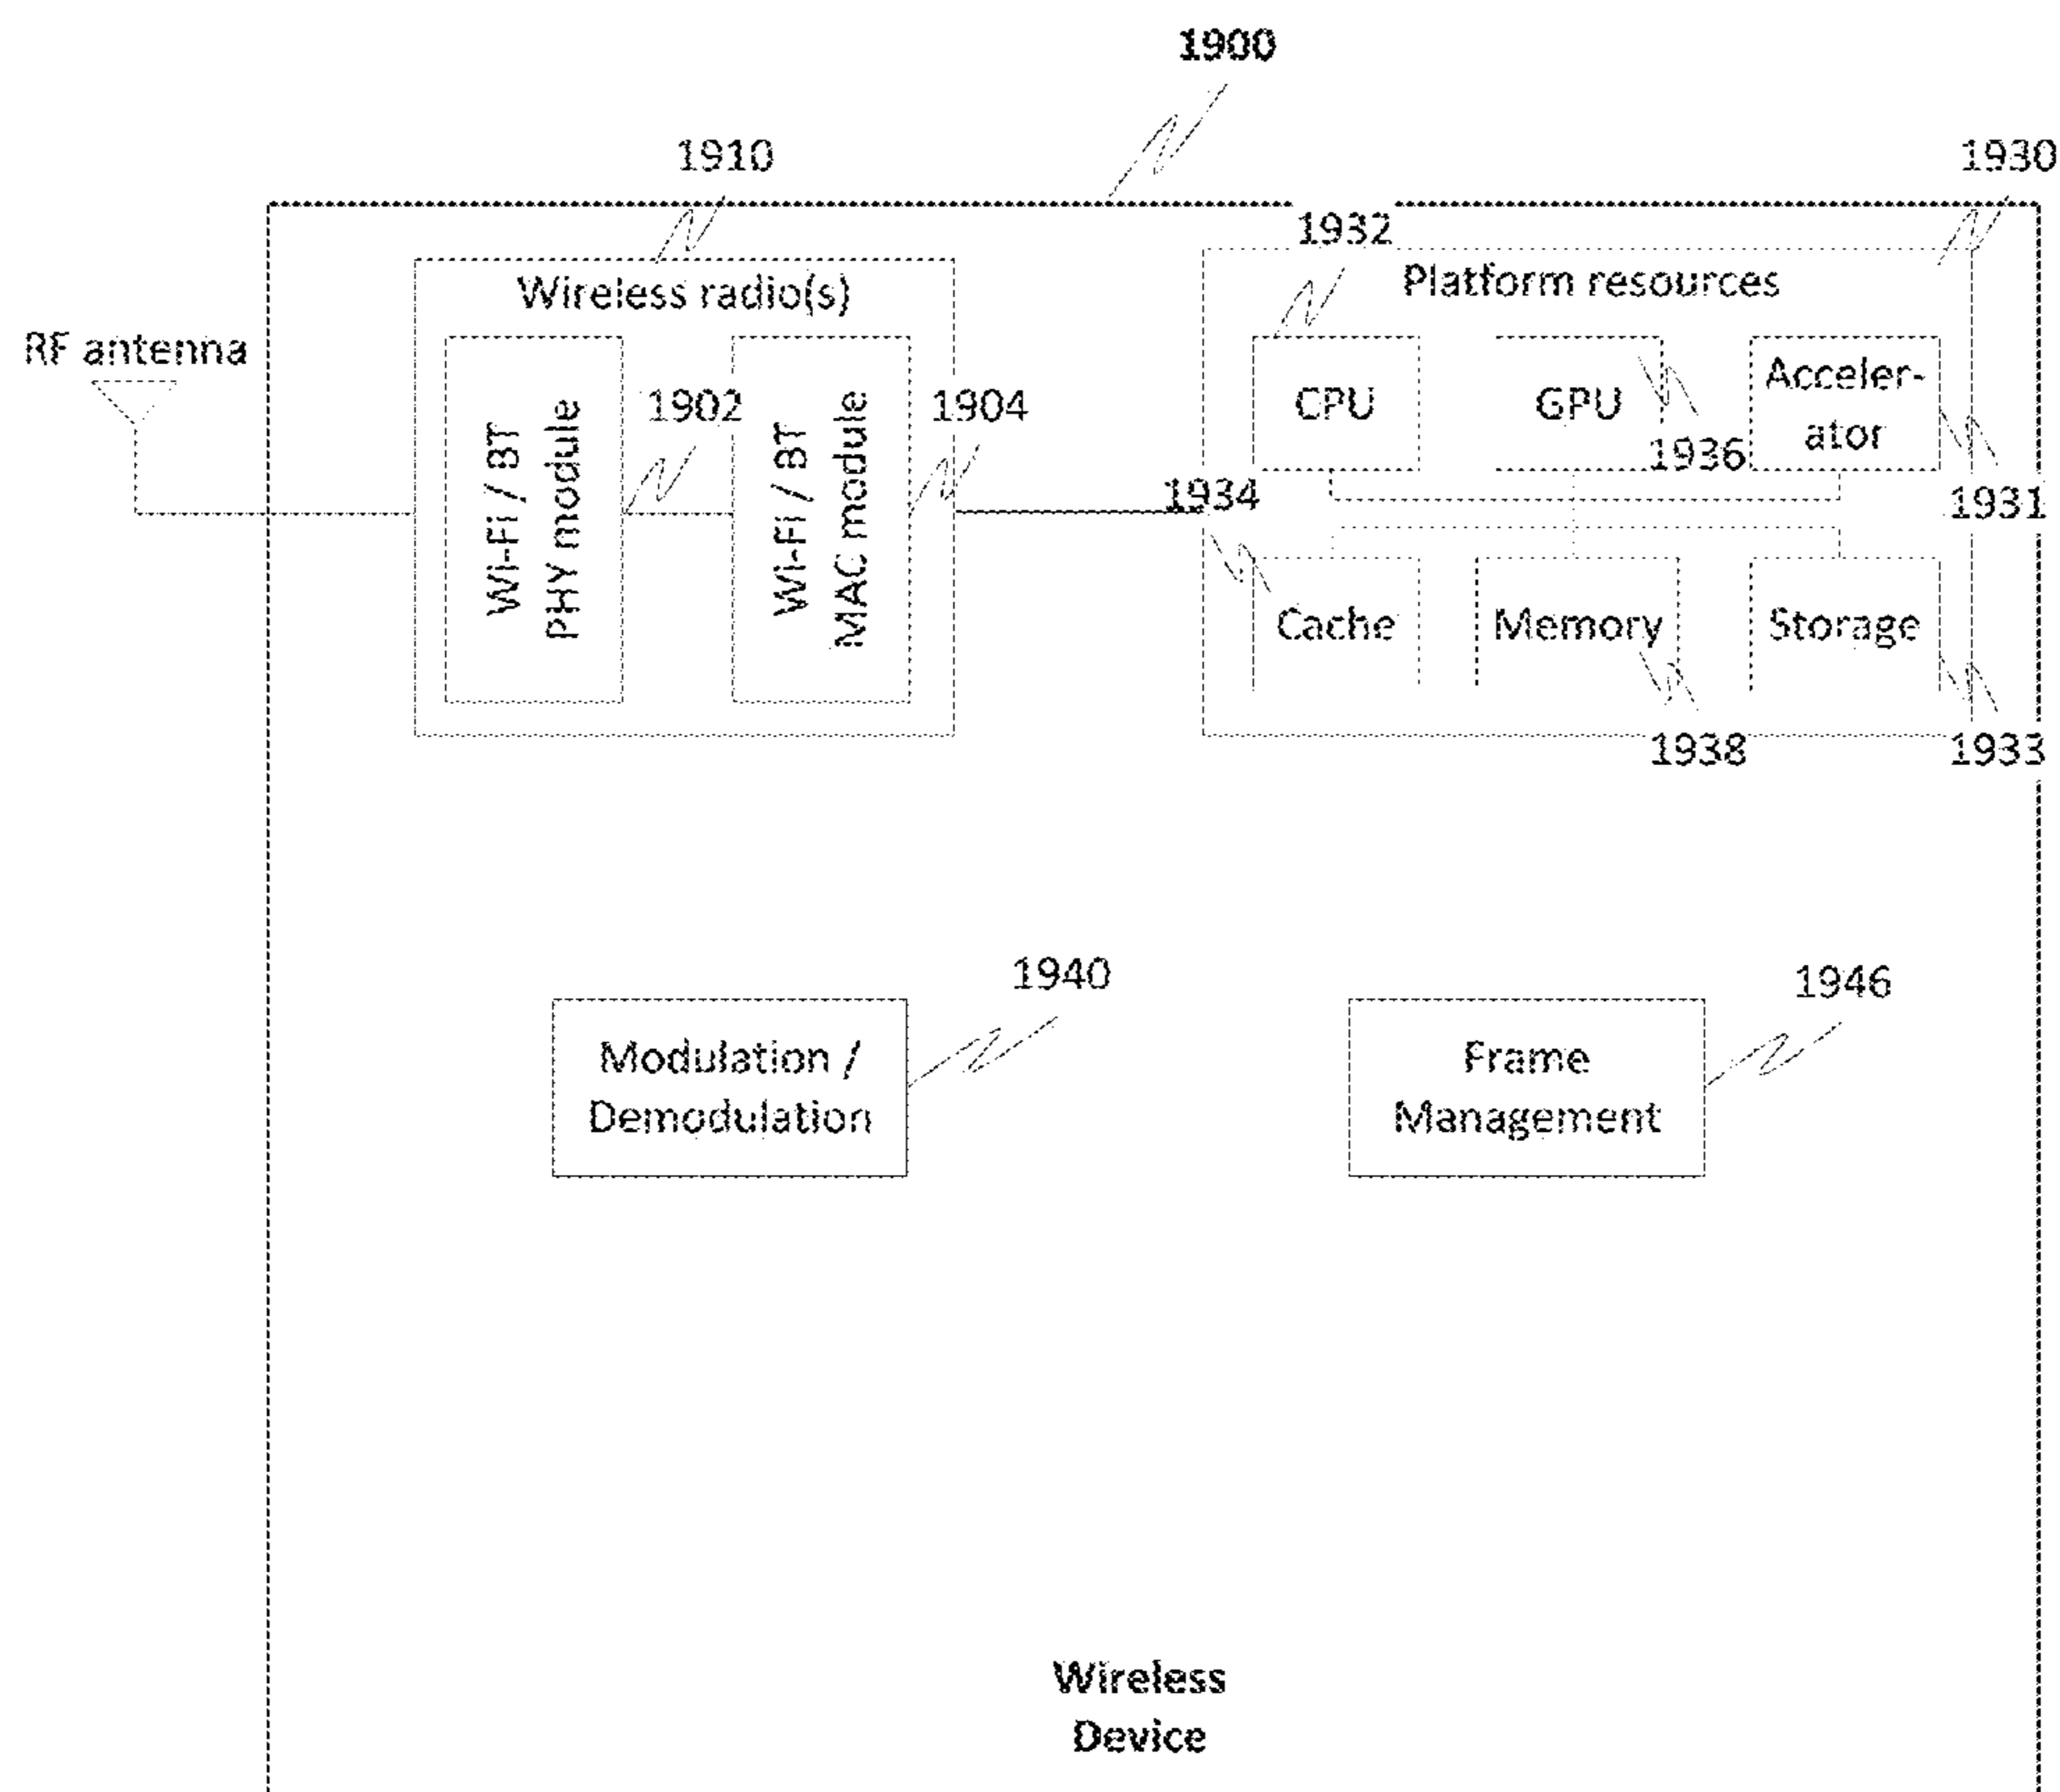 1900
1910
1930
1932
Wireless radio(s)
Platform resources
RF antenna
Wi-Fi / BT
PHY module
1902
Wi-Fi / BT
MAC module
1904
CPU
GPU
Acceler-
ator
1936
1934
1931
Cache
Memory
Storage
1938
1933
1940
1946
Modulation /
Demodulation
Frame
Management
Wireless
Device